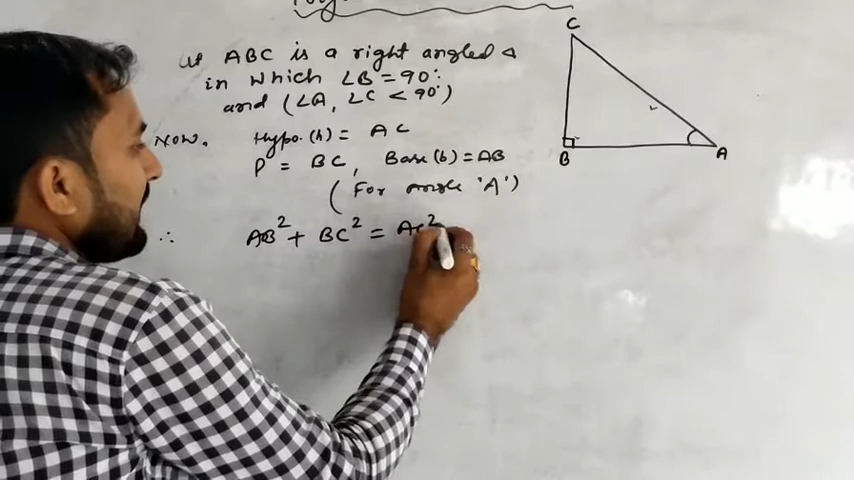 If ABC is a right angled △
in which ∠B = 90°.
and (∠A, ∠C < 90°)
Now, Hypo.(h) = AC
P = BC, Base(b) = AB
(For angle 'A')
∴ AB² + BC² = AC²
C
B
A